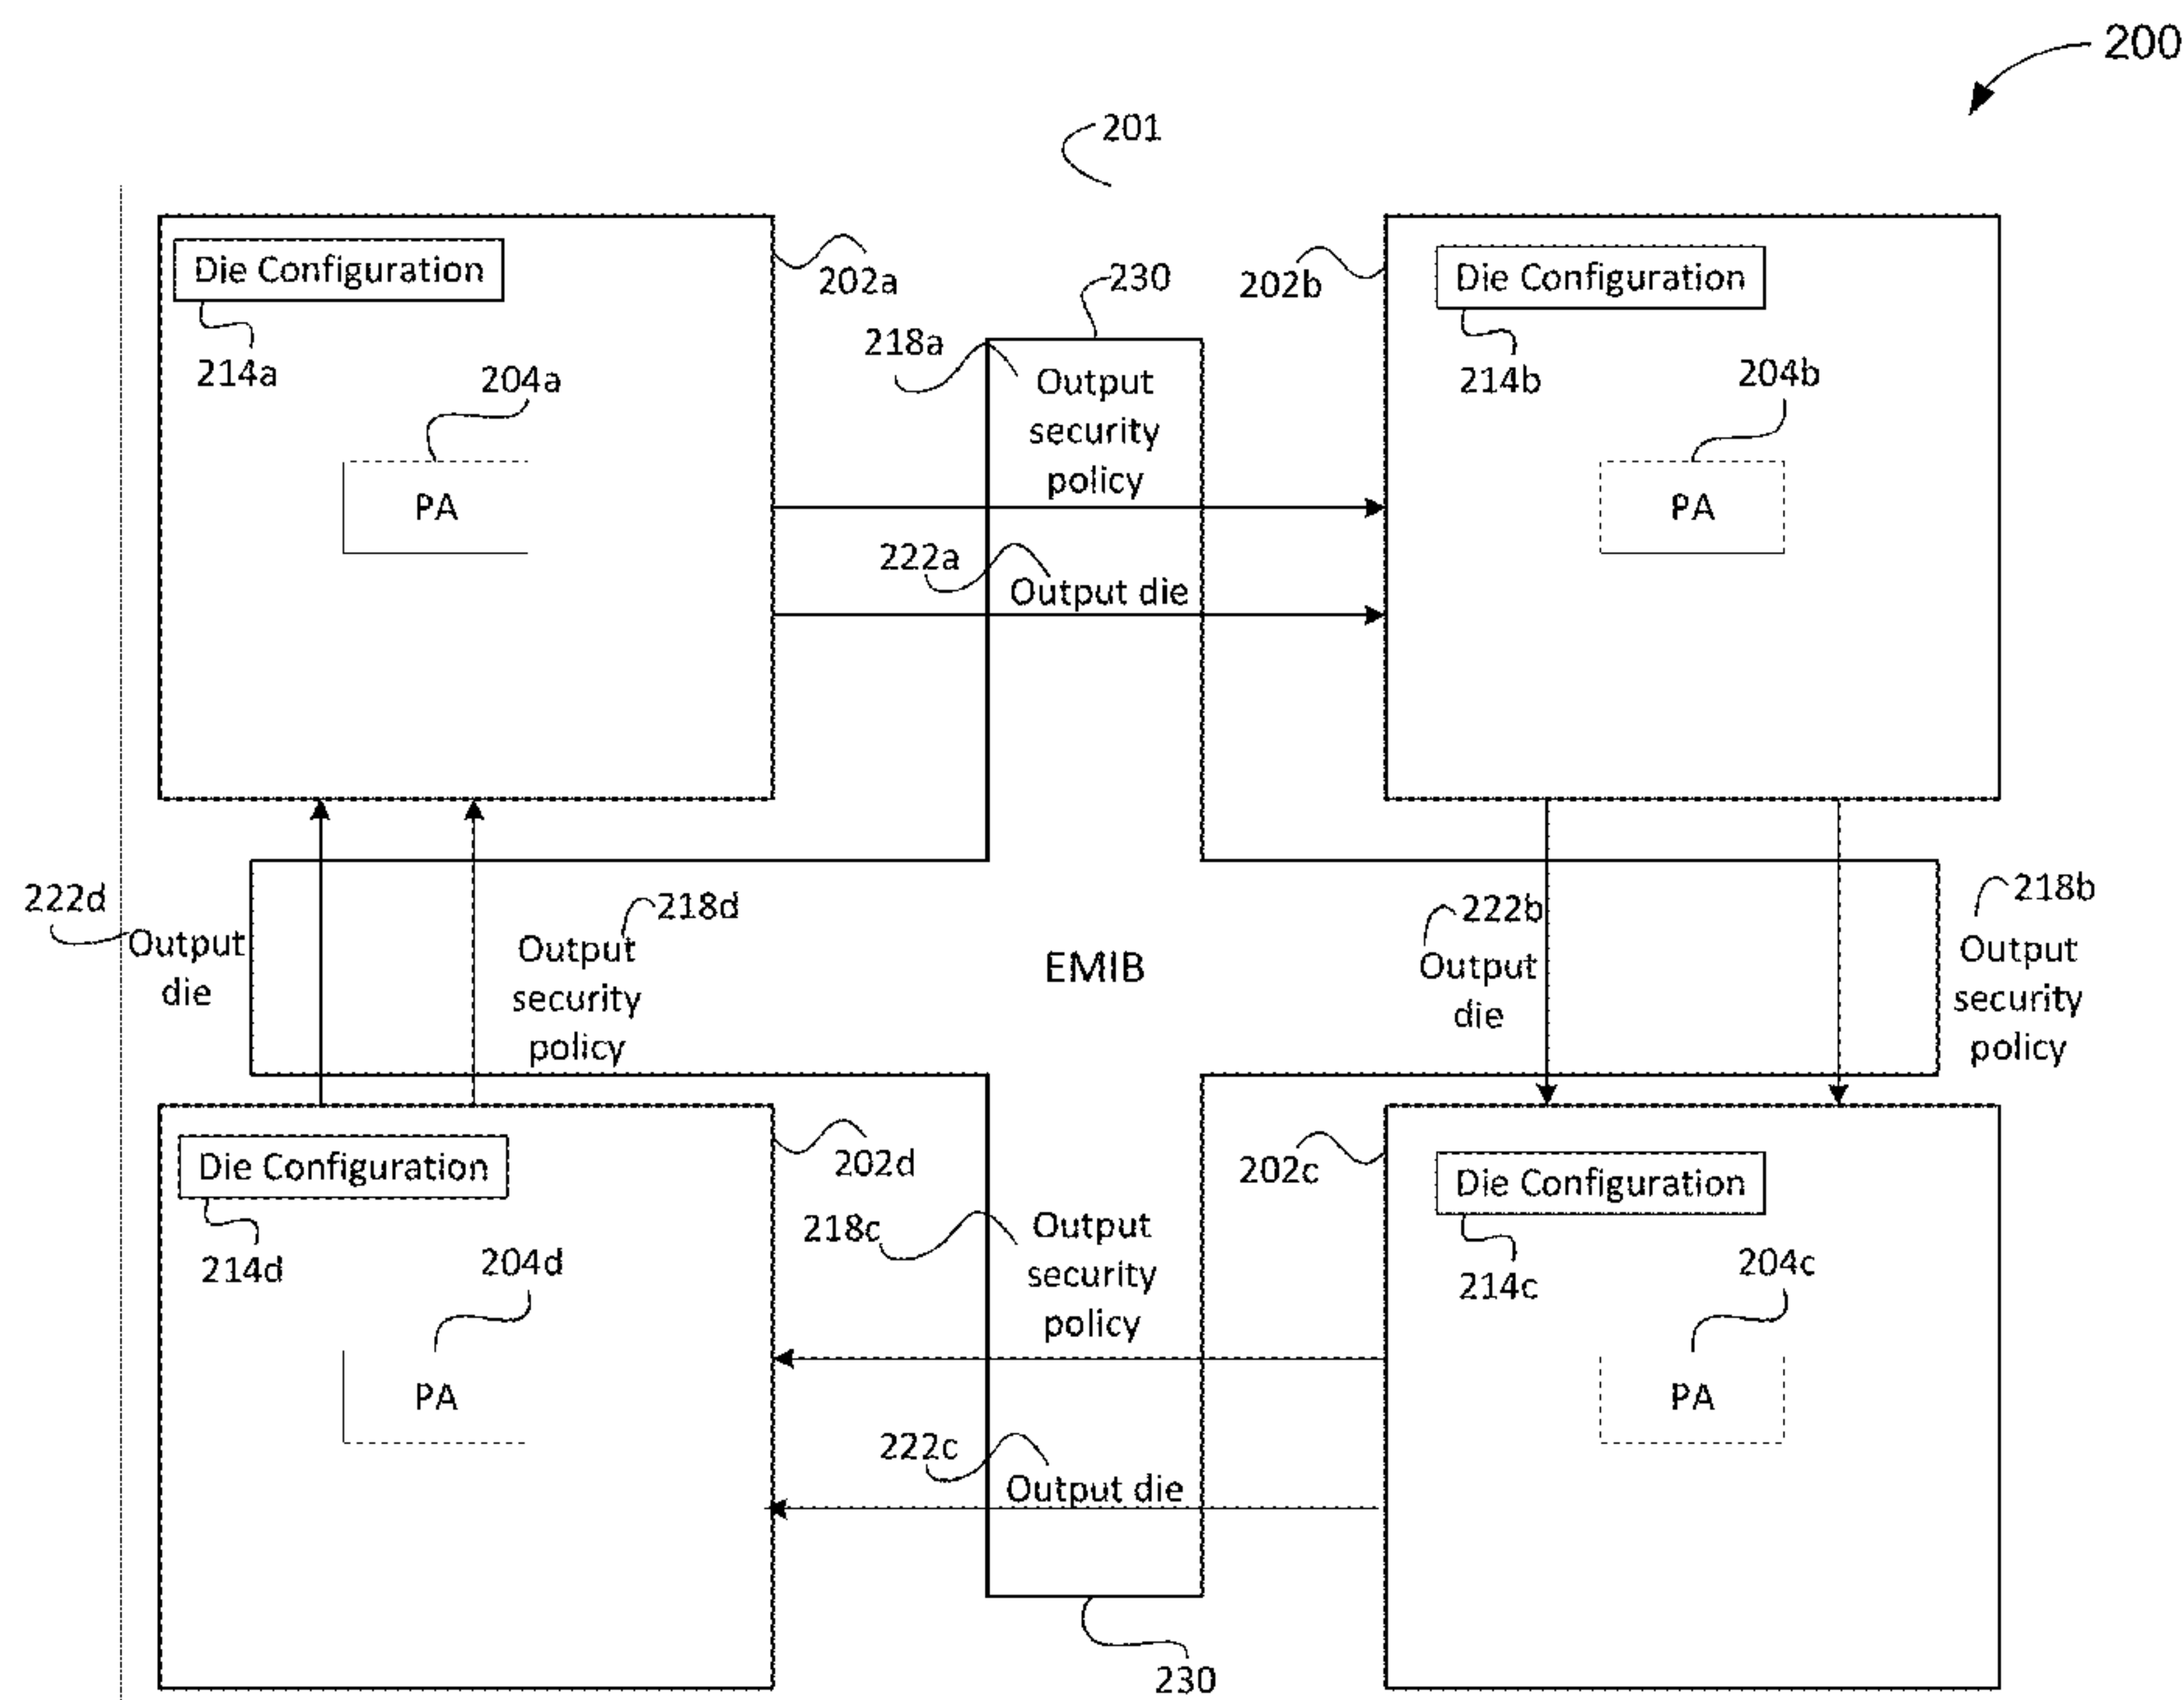 200
201
Die Configuration
202a
214a
204a
PA
230
218a
Output
security
policy
222a
Output die
202b
Die Configuration
214b
204b
PA
222d
Output
die
218d
Output
security
policy
EMIB
222b
Output
die
218b
Output
security
policy
Die Configuration
202d
214d
204d
PA
218c
Output
security
policy
222c
Output die
202c
Die Configuration
214c
204c
PA
230